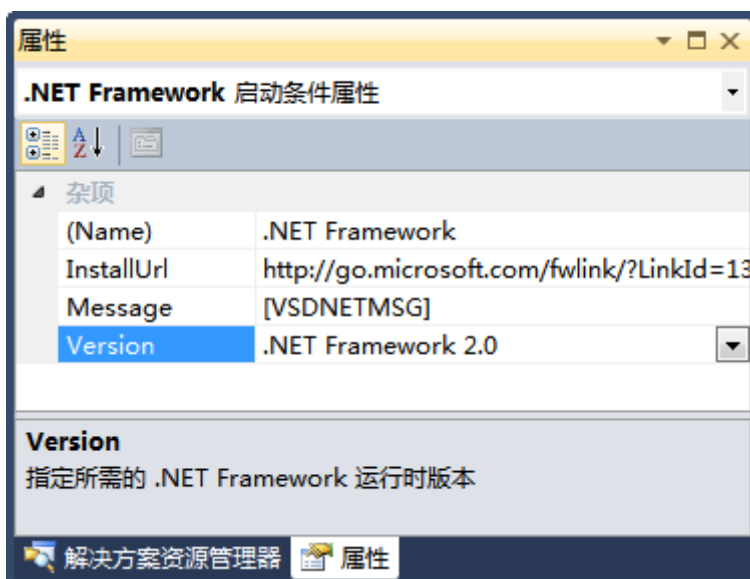 属性
.NET Framework 启动条件属性
杂项
(Name) .NET Framework
InstallUrl http://go.microsoft.com/fwlink/?LinkId=13
Message [VSDNETMSG]
Version .NET Framework 2.0
Version
指定所需的 .NET Framework 运行时版本
解决方案资源管理器 属性